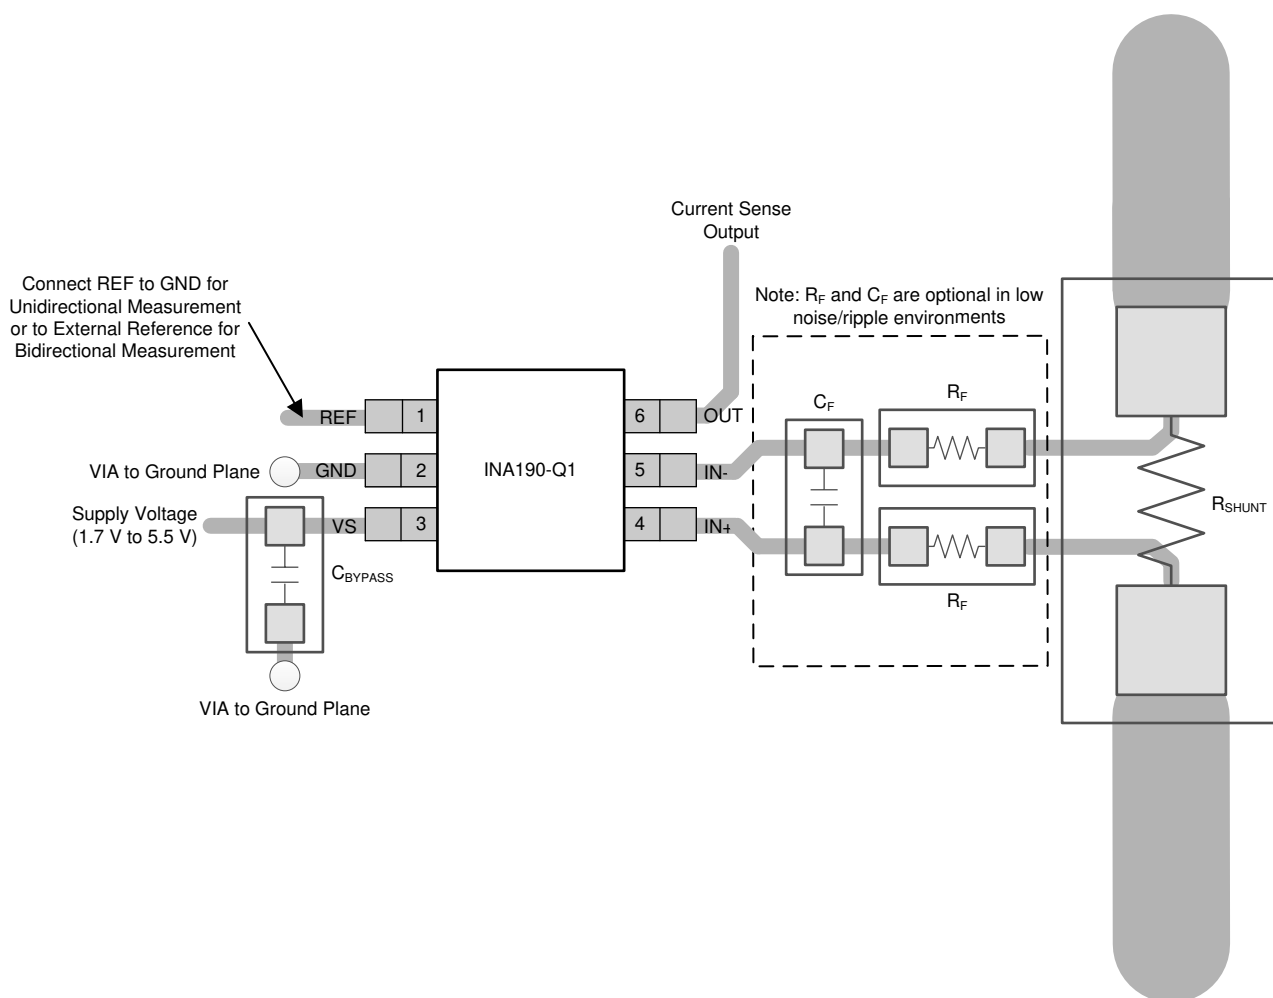 Current Sense
Output
Connect REF to GND for
Unidirectional Measurement
or to External Reference for
Bidirectional Measurement
Note: RF and CF are optional in low
noise/ripple environments
REF
1
6
OUT
CF
RF
VIA to Ground Plane
GND
2
INA190-Q1
5
IN-
Supply Voltage
(1.7 V to 5.5 V)
VS
3
4
IN+
RSHUNT
CBYPASS
RF
VIA to Ground Plane